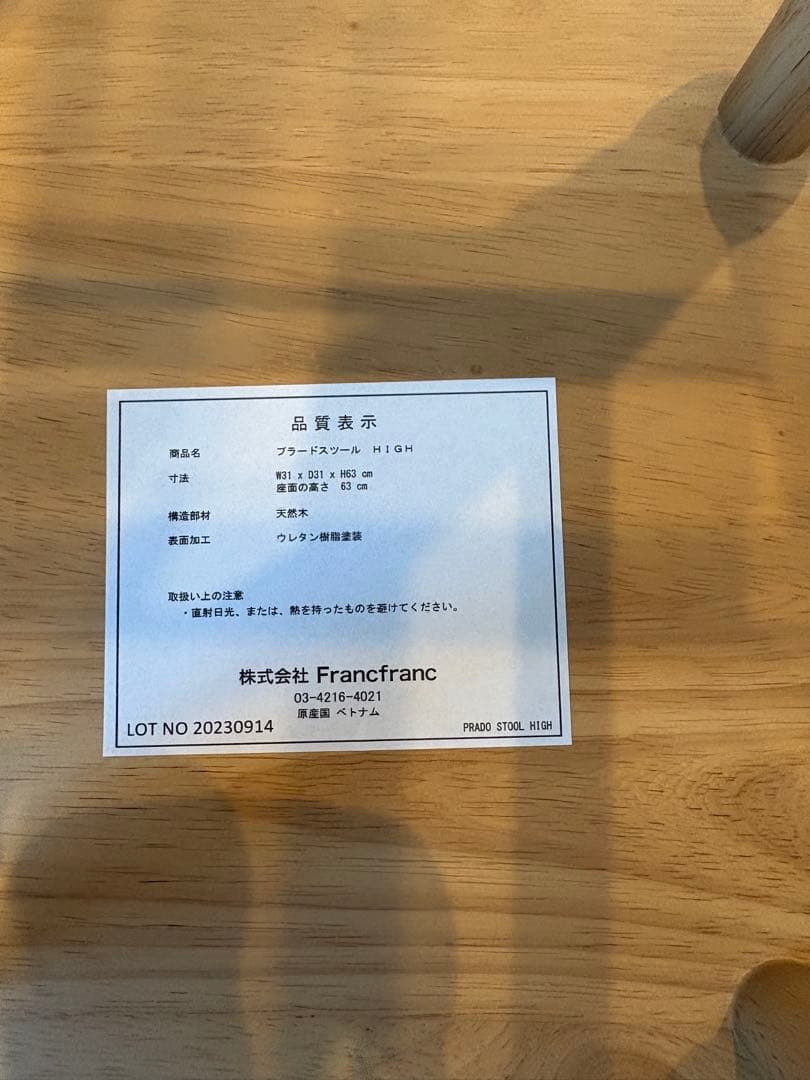 品質表示
商品名 プラードスツール HIGH
寸法 W31 x D31 x H63 cm
座面の高さ 63 cm
構造部材 天然木
表面加工 ウレタン樹脂塗装
取扱い上の注意
・直射日光、または、熱を持ったものを避けてください。
株式会社 Francfranc
03-4216-4021
原産国 ベトナム
LOT NO 20230914 PRADO STOOL HIGH